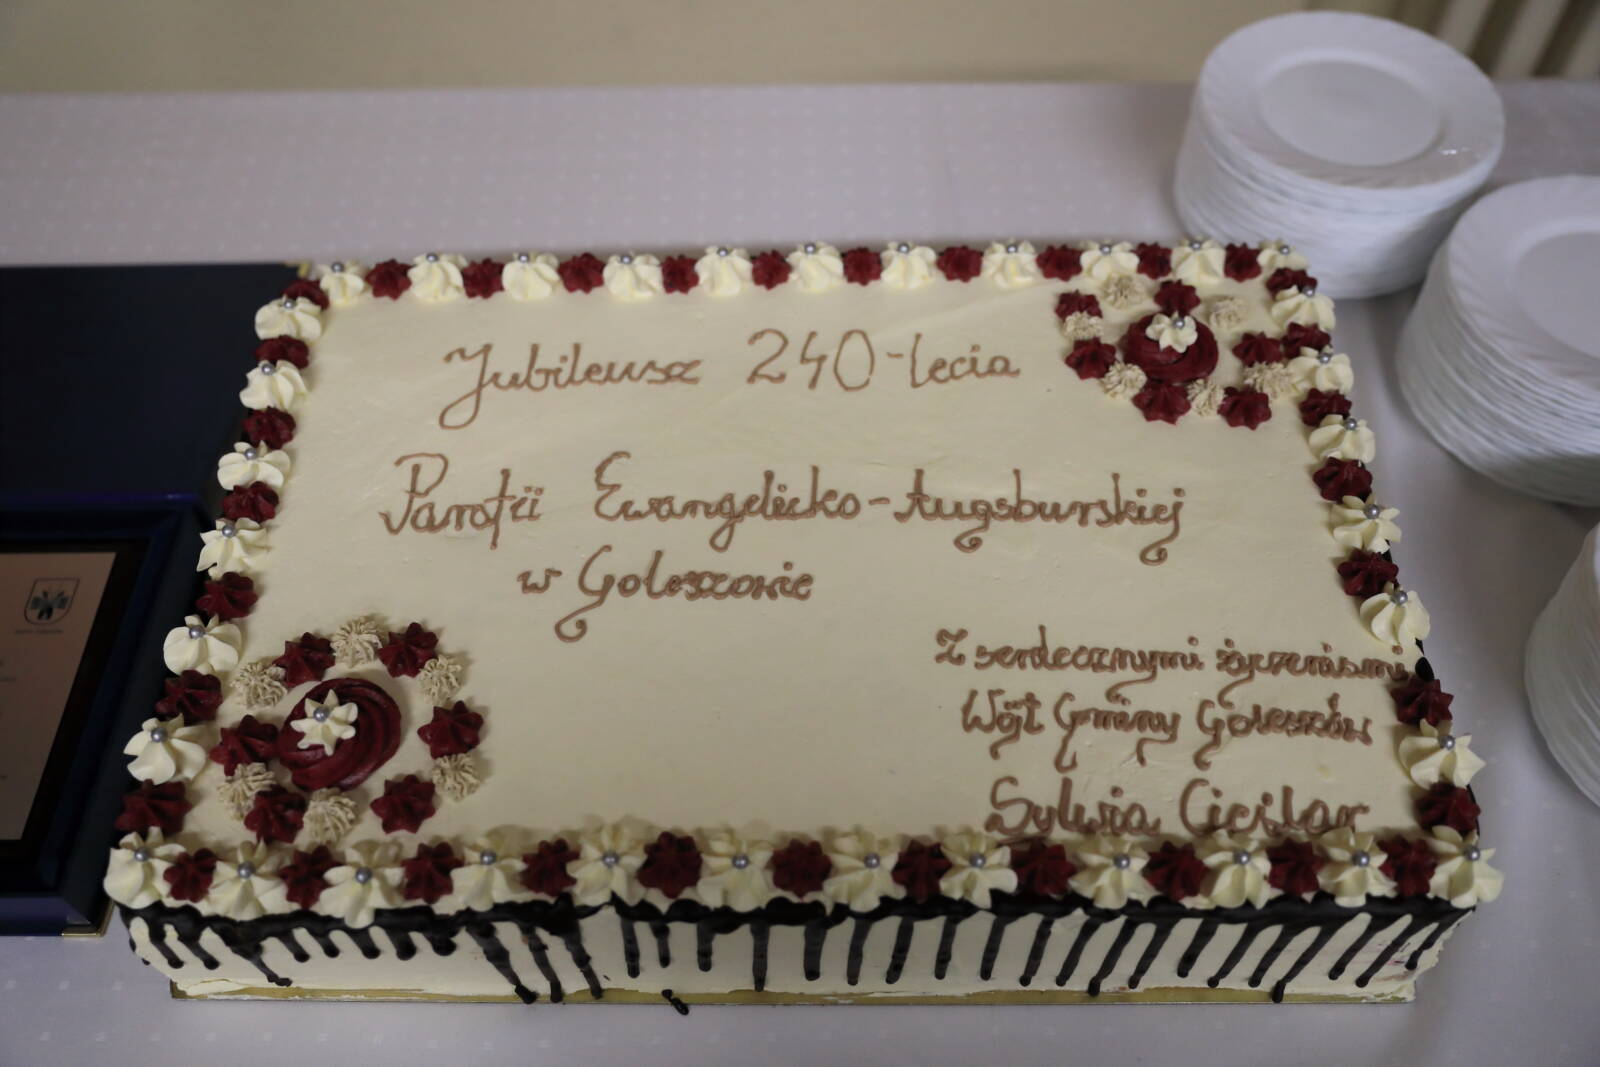 Jubileusz 240-lecia
Parafii Ewangelicko-Augsburskiej
w Goleszowie
Z serdecznymi życzeniami
Wójt Gminy Goleszów
Sylwia Cieślar